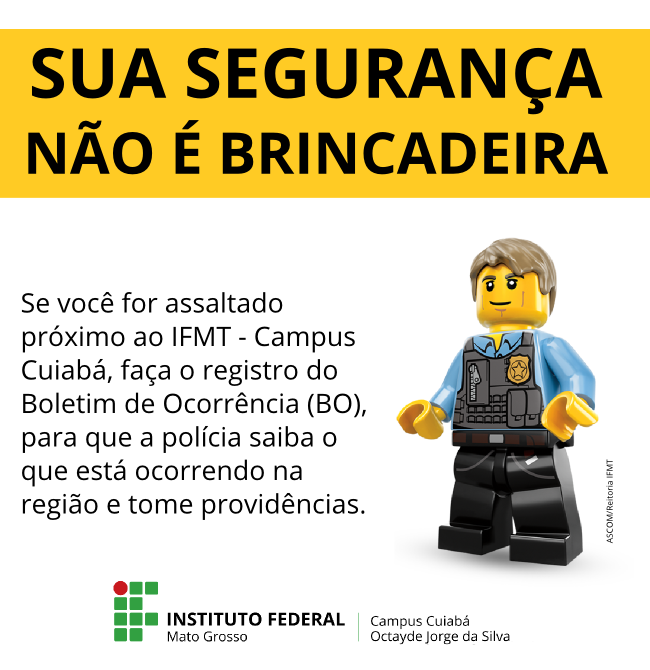 SUA SEGURANÇA
NÃO É BRINCADEIRA
Se você for assaltado
próximo ao IFMT - Campus
Cuiabá, faça o registro do
Boletim de Ocorrência (BO),
para que a polícia saiba o
que está ocorrendo na
região e tome providências.
ASCOM/Reitoria IFMT
INSTITUTO FEDERAL
Mato Grosso
Campus Cuiabá
Octayde Jorge da Silva